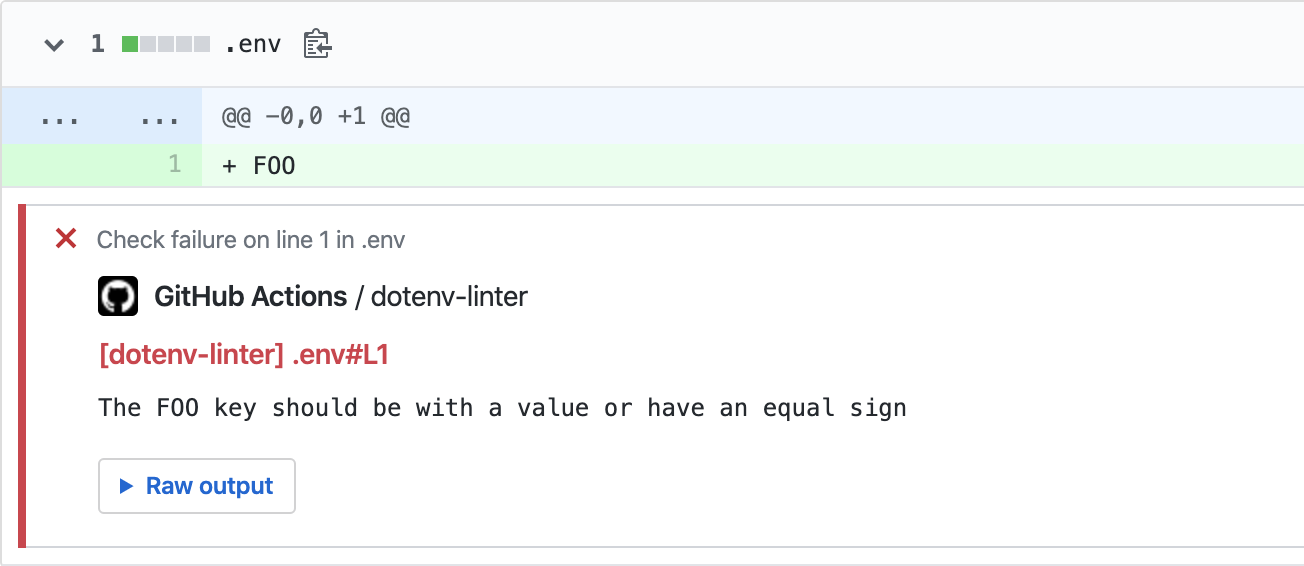 1 .env
... ... @@ -0,0 +1 @@
1 + FOO
Check failure on line 1 in .env
GitHub Actions / dotenv-linter
[dotenv-linter] .env#L1
The FOO key should be with a value or have an equal sign
Raw output